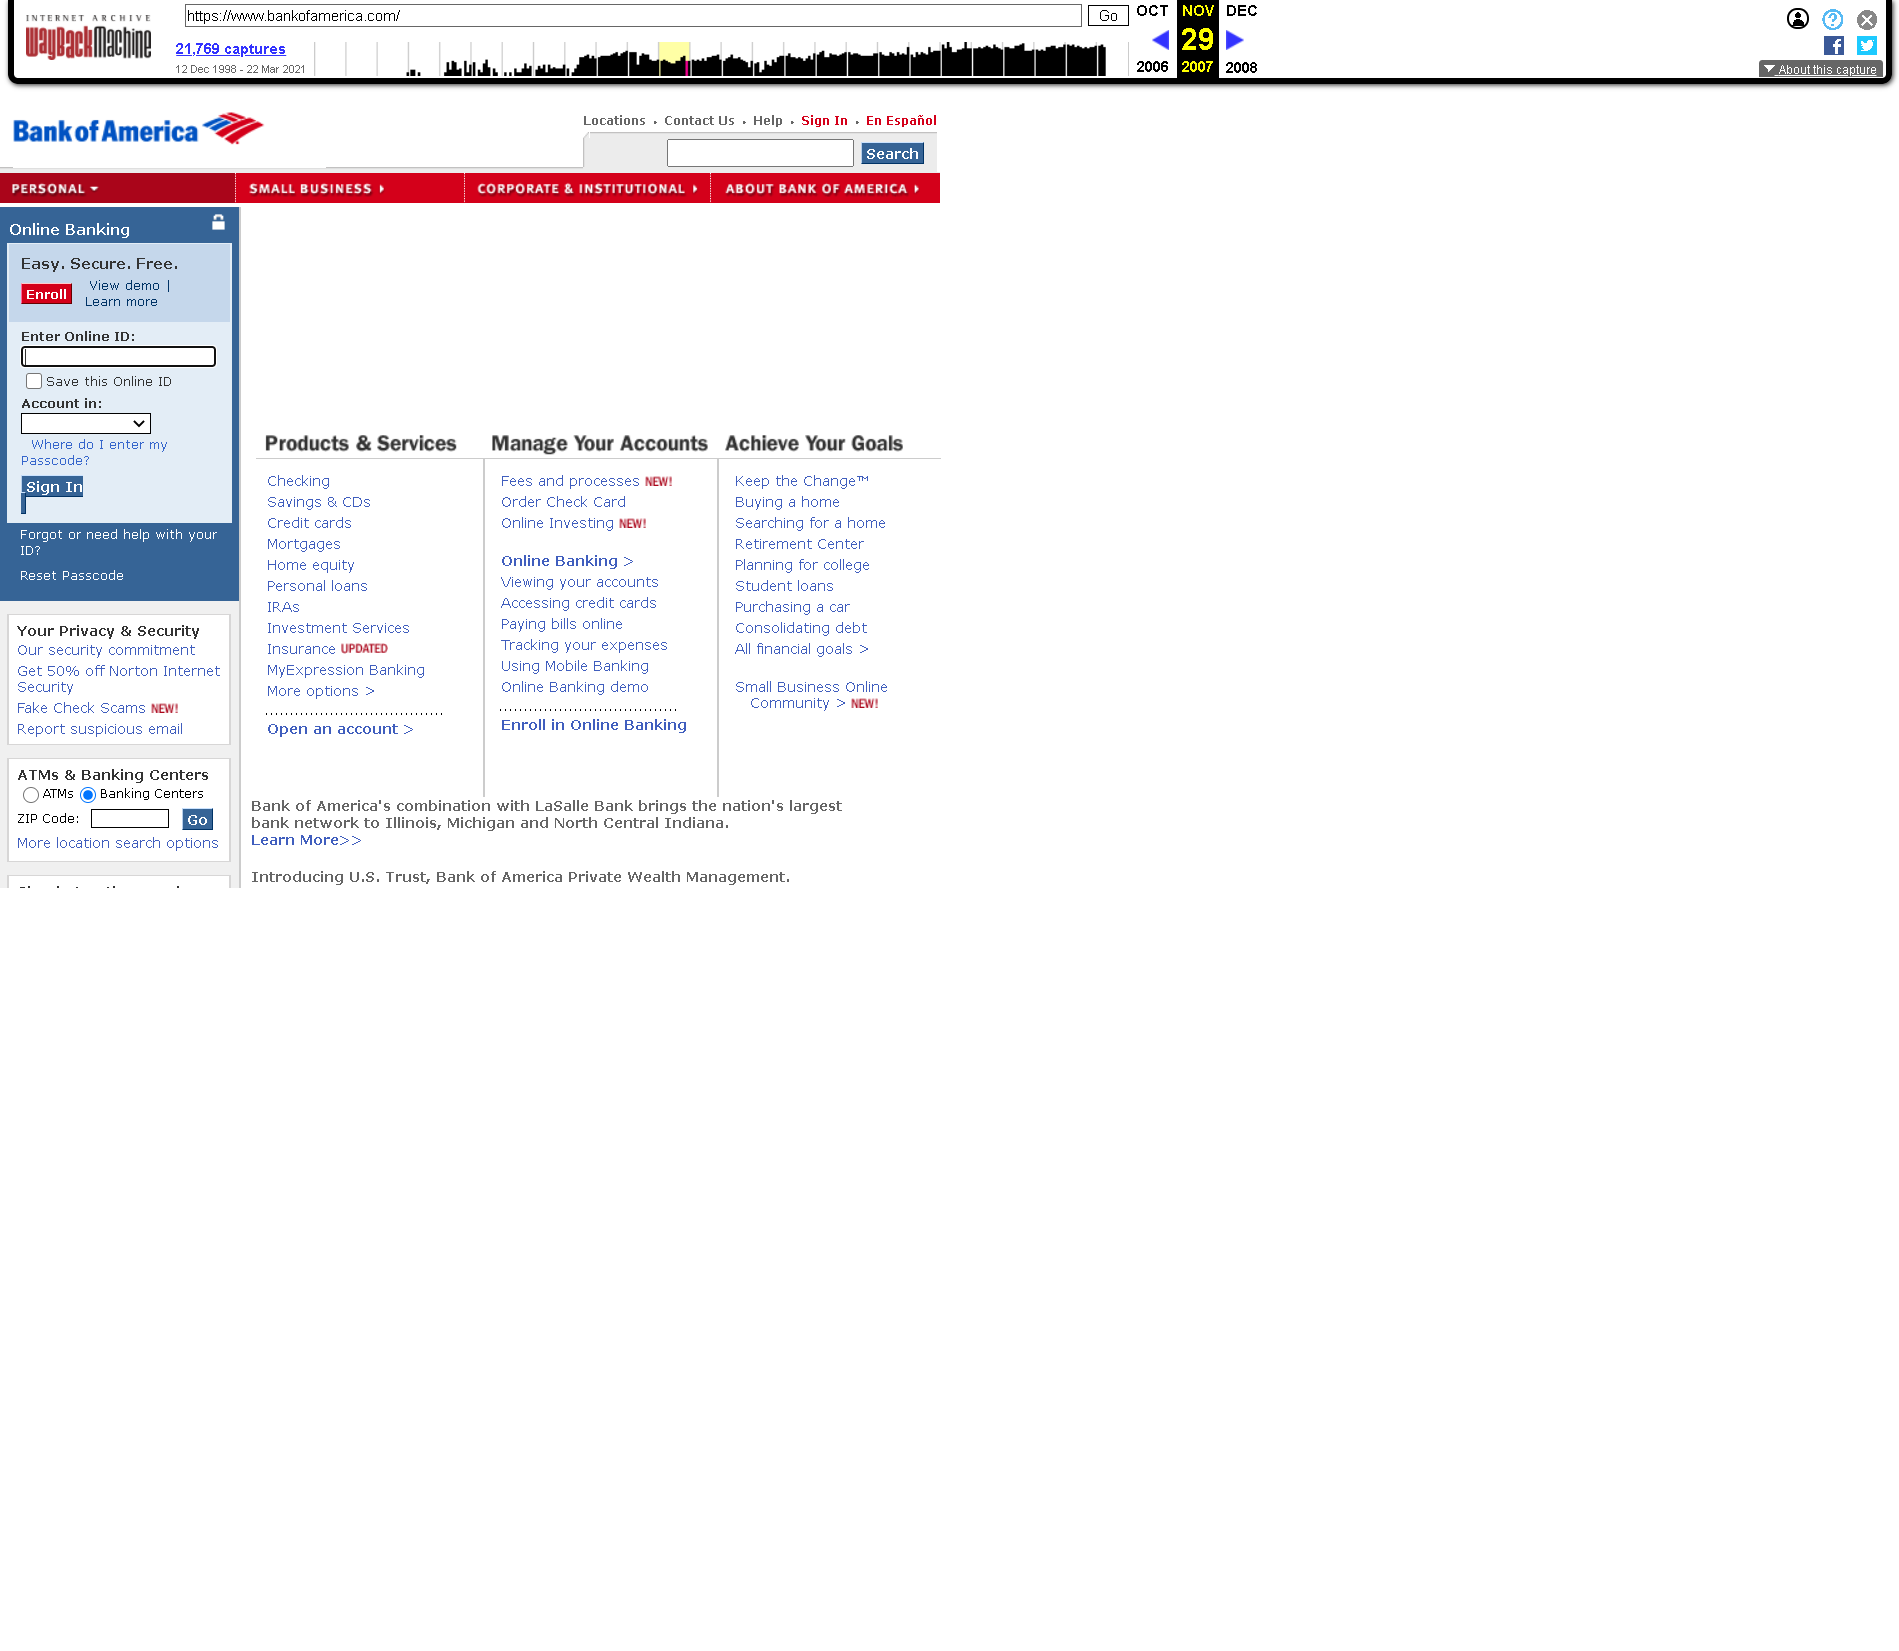 INTERNET ARCHIVE
WayBackMachine
https://www.bankofamerica.com/
Go
OCT NOV DEC
21,769 captures
29
12 Dec 1998 - 22 Mar 2021
2006 2007 2008
About this capture
Bank of America
Locations • Contact Us • Help • Sign In • En Español
Search
PERSONAL
SMALL BUSINESS
CORPORATE & INSTITUTIONAL
ABOUT BANK OF AMERICA
Online Banking
Easy. Secure. Free.
Enroll
View demo |
Learn more
Enter Online ID:
Save this Online ID
Account in:
Where do I enter my
Passcode?
Sign In
Forgot or need help with your
ID?
Reset Passcode
Your Privacy & Security
Our security commitment
Get 50% off Norton Internet
Security
Fake Check Scams NEW!
Report suspicious email
ATMs & Banking Centers
ATMs Banking Centers
ZIP Code: Go
More location search options
Products & Services
Checking
Savings & CDs
Credit cards
Mortgages
Home equity
Personal loans
IRAs
Investment Services
Insurance UPDATED
MyExpression Banking
More options >
Open an account >
Manage Your Accounts
Fees and processes NEW!
Order Check Card
Online Investing NEW!
Online Banking >
Viewing your accounts
Accessing credit cards
Paying bills online
Tracking your expenses
Using Mobile Banking
Online Banking demo
Enroll in Online Banking
Achieve Your Goals
Keep the Change™
Buying a home
Searching for a home
Retirement Center
Planning for college
Student loans
Purchasing a car
Consolidating debt
All financial goals >
Small Business Online
Community > NEW!
Bank of America's combination with LaSalle Bank brings the nation's largest
bank network to Illinois, Michigan and North Central Indiana.
Learn More>>
Introducing U.S. Trust, Bank of America Private Wealth Management.